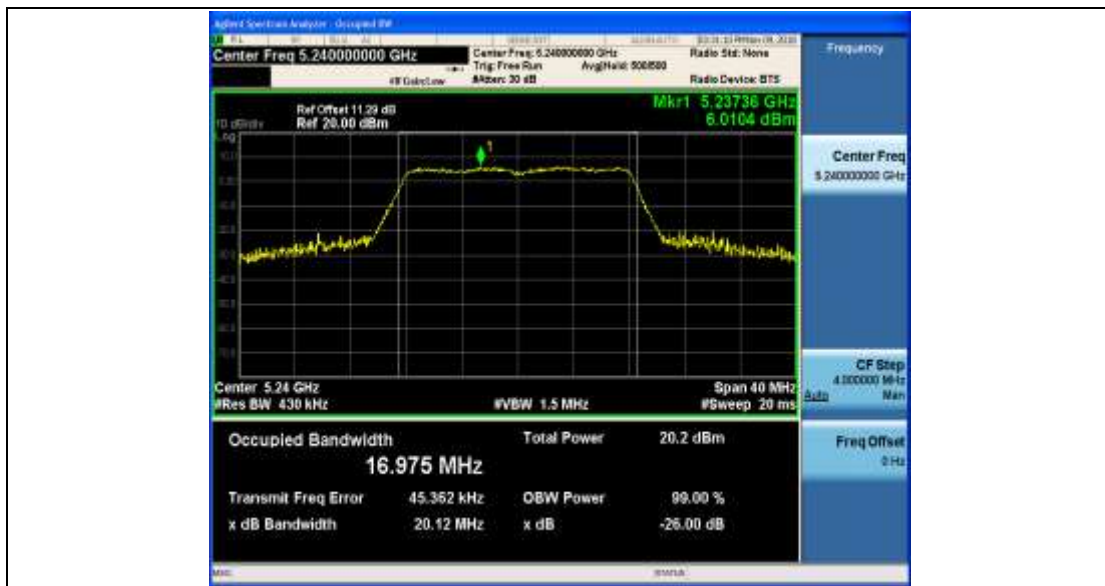 Agilent Spectrum Analyzer - Occupied BW
Center Freq 5.240000000 GHz
Center Freq: 5.240000000 GHz
Radio Std: None
Trig: Free Run
Avg|Hold: 500/500
#IFGain:Low
#Atten: 30 dB
Radio Device: BTS
Ref Offset 11.29 dB
Mkr1 5.23736 GHz
10 dB/div
Ref 20.00 dBm
6.0104 dBm
Log
1
Center 5.24 GHz
Span 40 MHz
#Res BW 430 kHz
#VBW 1.5 MHz
#Sweep 20 ms
Occupied Bandwidth
Total Power
20.2 dBm
16.975 MHz
Transmit Freq Error
45.362 kHz
OBW Power
99.00 %
x dB Bandwidth
20.12 MHz
x dB
-26.00 dB
Frequency
Center Freq
5.240000000 GHz
CF Step
4.000000 MHz
Auto
Man
Freq Offset
0 Hz
MSG
STATUS